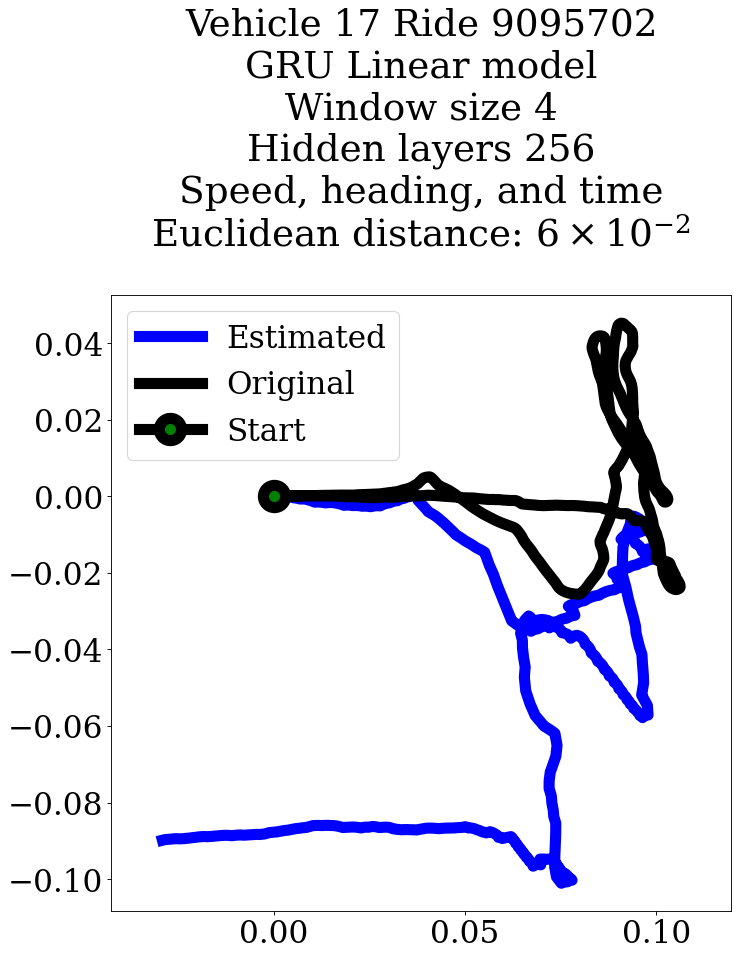 Vehicle 17 Ride 9095702
GRU Linear model
Window size 4
Hidden layers 256
Speed, heading, and time
Euclidean distance: 6 × 10⁻²
Estimated
Original
Start
0.04
0.02
0.00
−0.02
−0.04
−0.06
−0.08
−0.10
0.00 0.05 0.10